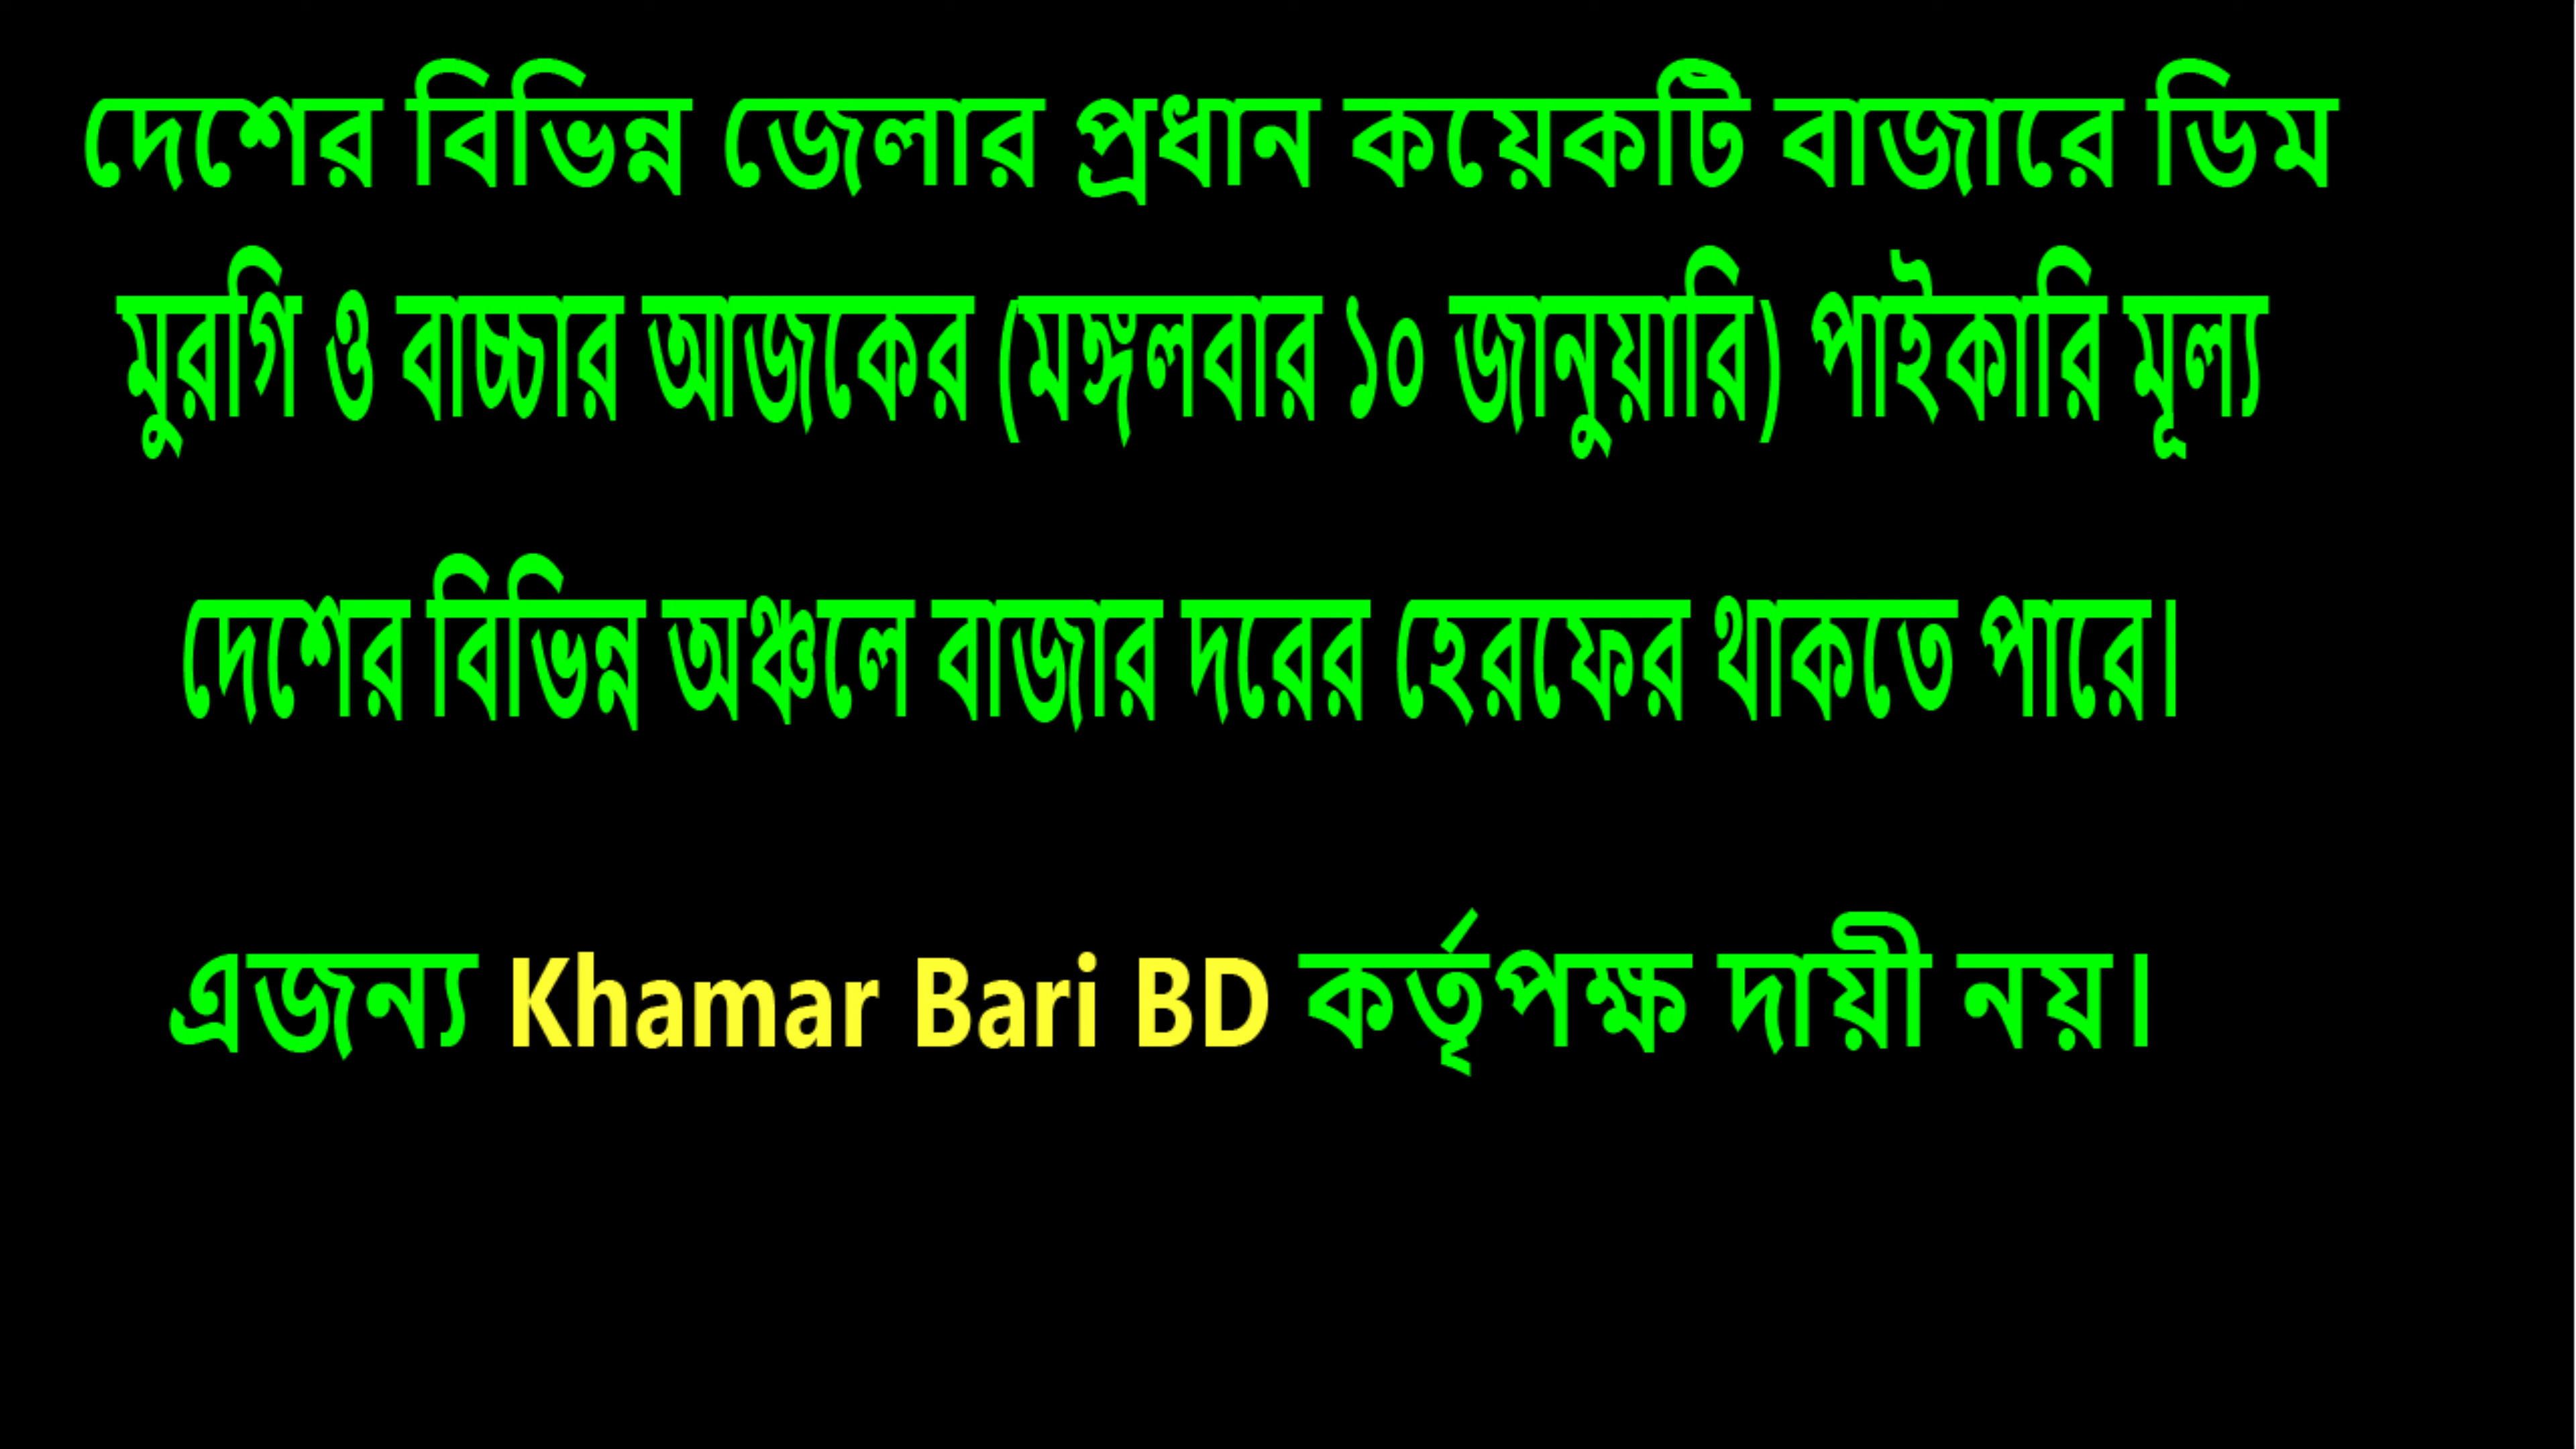 দেশের বিভিন্ন জেলার প্রধান কয়েকটি বাজারে ডিম
মুরগি ও বাচ্চার আজকের (মঙ্গলবার ১০ জানুয়ারি) পাইকারি মূল্য
দেশের বিভিন্ন অঞ্চলে বাজার দরের হেরফের থাকতে পারে।
এজন্য Khamar Bari BD কর্তৃপক্ষ দায়ী নয়।